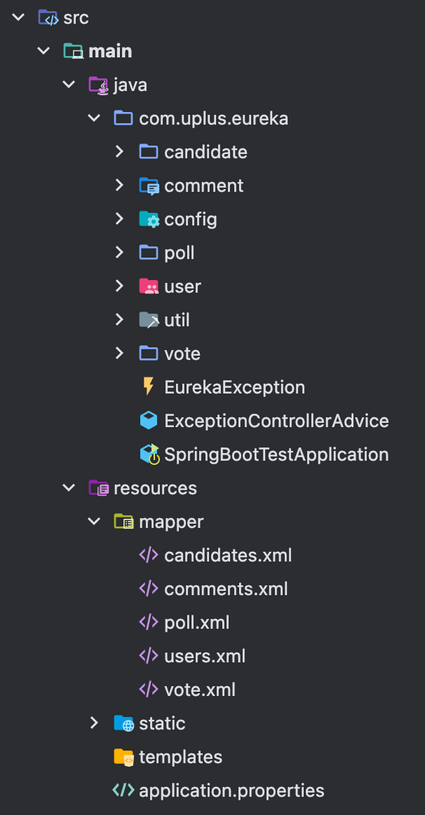 src
main
java
com.uplus.eureka
candidate
comment
config
poll
user
util
vote
EurekaException
ExceptionControllerAdvice
SpringBootTestApplication
resources
mapper
candidates.xml
comments.xml
poll.xml
users.xml
vote.xml
static
templates
application.properties